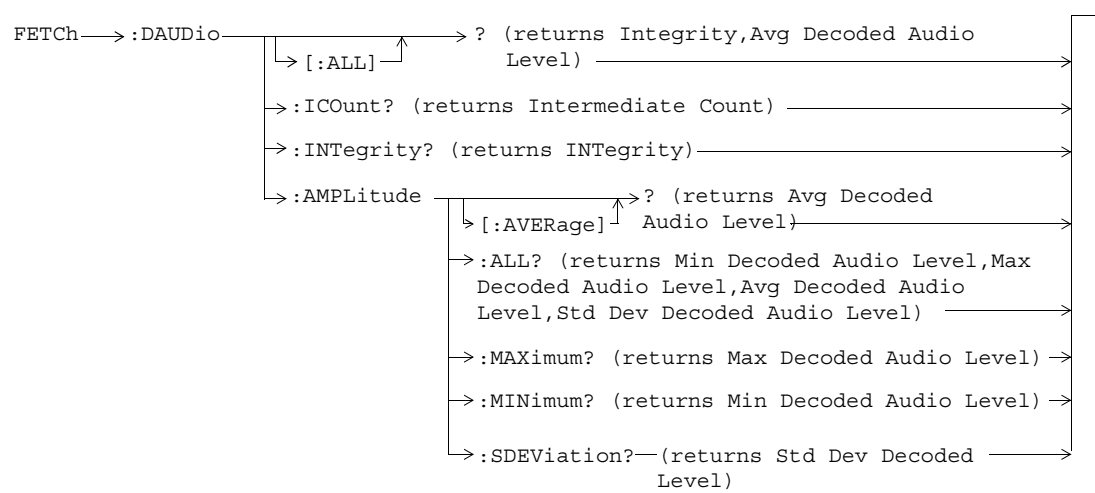 FETCh :DAUDio ? (returns Integrity,Avg Decoded Audio
[:ALL] Level)
:ICOunt? (returns Intermediate Count)
:INTegrity? (returns INTegrity)
:AMPLitude ? (returns Avg Decoded
[:AVERage] Audio Level)
:ALL? (returns Min Decoded Audio Level,Max
Decoded Audio Level,Avg Decoded Audio
Level,Std Dev Decoded Audio Level)
:MAXimum? (returns Max Decoded Audio Level)
:MINimum? (returns Min Decoded Audio Level)
:SDEViation? (returns Std Dev Decoded
Level)